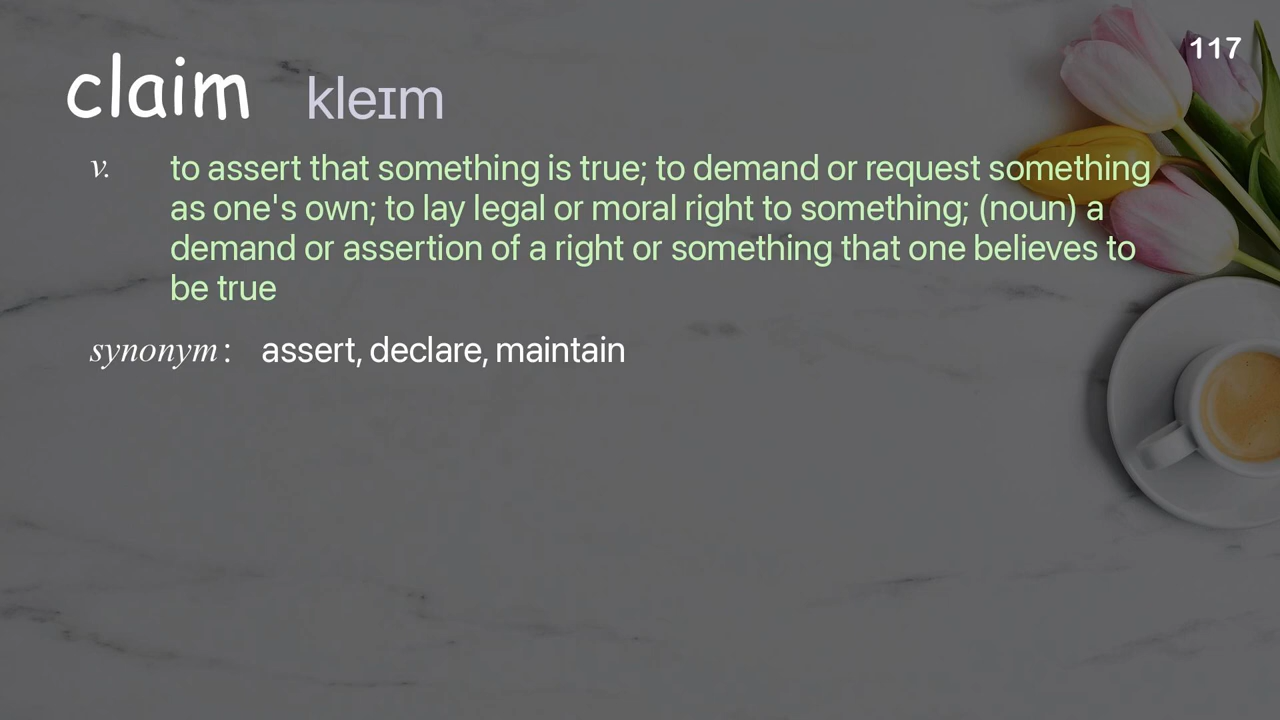 117
claim kleɪm
v. to assert that something is true; to demand or request something
as one's own; to lay legal or moral right to something; (noun) a
demand or assertion of a right or something that one believes to
be true
synonym : assert, declare, maintain